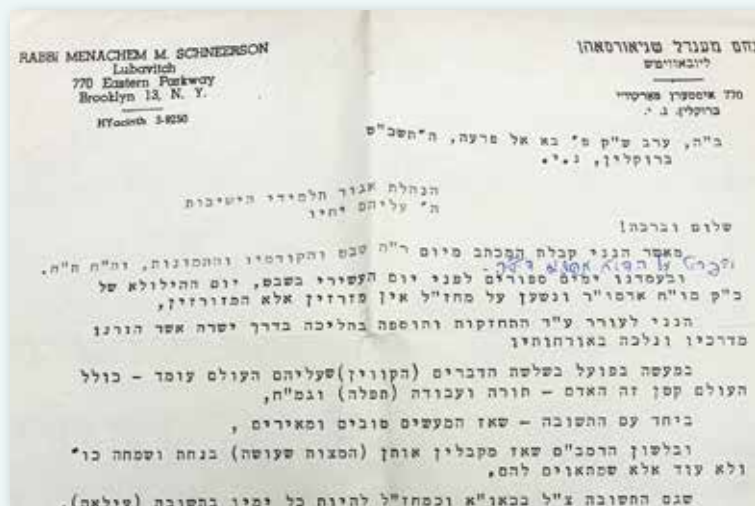 RABBI MENACHEM M. SCHNEERSON
Lubavitch
770 Eastern Parkway
Brooklyn 13, N. Y.
HYacinth 3-9250
מנחם מענדל שניאורסאהן
ליובאוויטש
770 איסטערן פארקוויי
ברוקלין, נ. י.
ב"ה, ערב ש"ק פ' בא אל פרעה, ה'תשכ"ש
ברוקלין, נ.י.
הנהלת אגוד תלמידי הישיבות
ה' עליהם יחיו
שלום וברכה!
מאשר הנני קבלת המכתב מיום ר"ה שבט והקודמיו והתמונות, וח"ח ת"ח.
ובעמדנו ימים ספורים לפני יום העשירי בשבט, יום ההילולא של
כ"ק מו"ח אדמו"ר ונשען על מחז"ל אין מזרזין אלא המזורזין,
הנני לעורר ע"ד התחזקות והוספה בהליכה בדרך ישרה אשר הורנו
מדרכיו ונלכה באורחותיו
במעשה בפועל בשלשה הדברים (הקווין) שעליהם העולם עומד - כולל
העולם קטן זה האדם - תורה ועבודה (תפלה) וגמ"ח,
ביחד עם התשובה - שאז המעשים טובים ומאירים,
ובלשון הרמב"ם שאז מקבלין אותן (המצות שעושה) בנחת ושמחה כו'
ולא עוד אלא שמתאוים להם,
שגם התשובה צ"ל בכאו"א וכמחז"ל להיות כל ימיו בתשובה (עילאה).